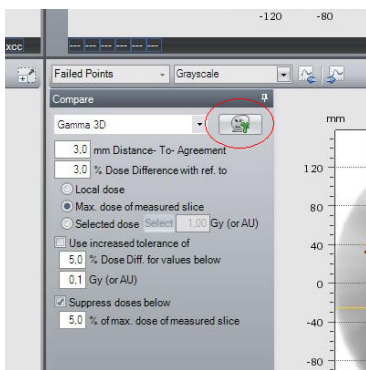 -120 -80
xcc --- --- --- --- --- ---
Failed Points Grayscale
Compare
Gamma 3D
mm
3,0 mm Distance- To- Agreement
3,0 % Dose Difference with ref. to
Local dose
Max. dose of measured slice
Selected dose Select 1,00 Gy (or AU)
Use increased tolerance of
5,0 % Dose Diff. for values below
0,1 Gy (or AU)
Suppress doses below
5,0 % of max. dose of measured slice
120
80
40
0
-40
-80